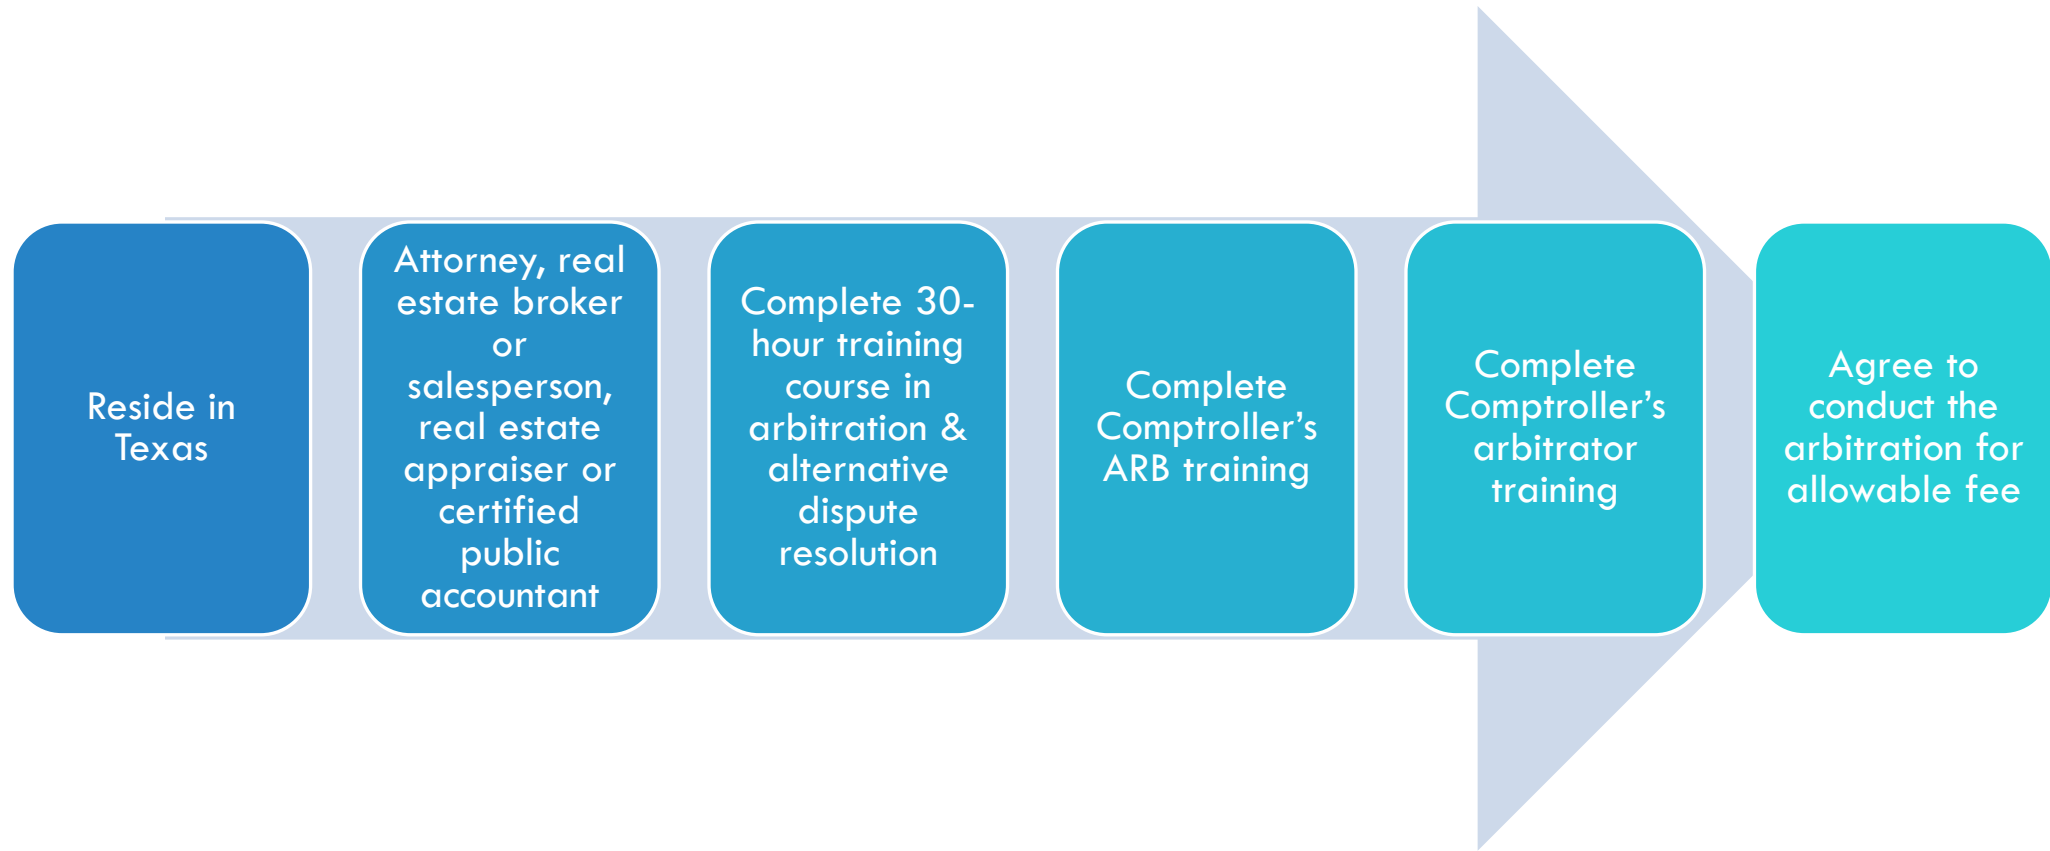 Reside in
Texas
Attorney, real
estate broker
or
salesperson,
real estate
appraiser or
certified
public
accountant
Complete 30-
hour training
course in
arbitration &
alternative
dispute
resolution
Complete
Comptroller’s
ARB training
Complete
Comptroller’s
arbitrator
training
Agree to
conduct the
arbitration for
allowable fee